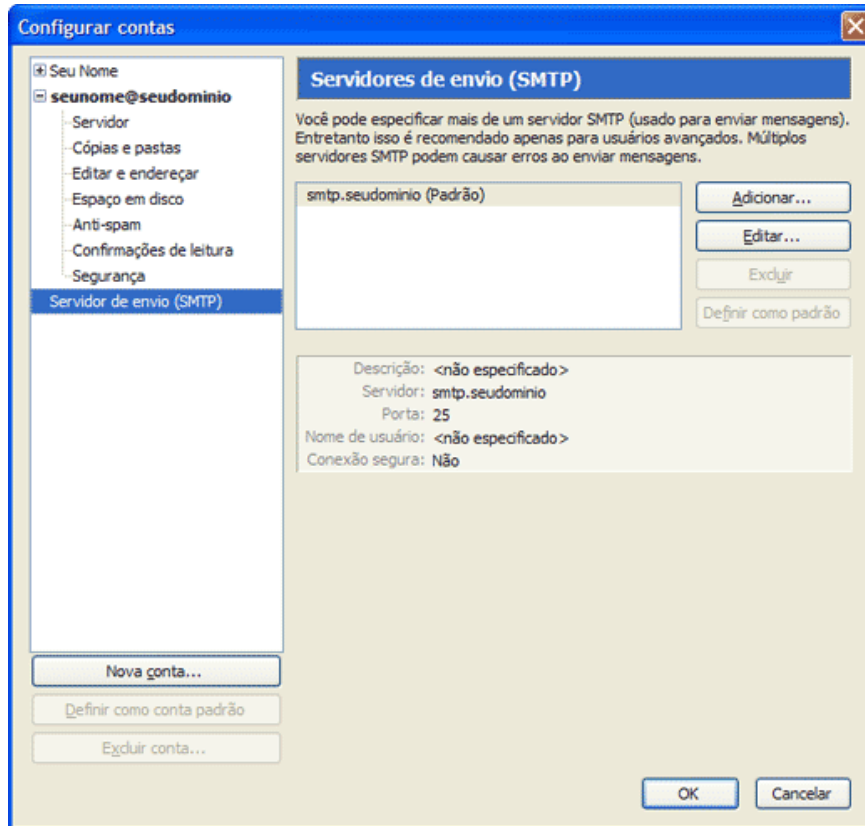 Configurar contas
Seu Nome
seunome@seudominio
Servidor
Cópias e pastas
Editar e endereçar
Espaço em disco
Anti-spam
Confirmações de leitura
Segurança
Servidor de envio (SMTP)
Nova conta...
Definir como conta padrão
Excluir conta...
Servidores de envio (SMTP)
Você pode especificar mais de um servidor SMTP (usado para enviar mensagens).
Entretanto isso é recomendado apenas para usuários avançados. Múltiplos
servidores SMTP podem causar erros ao enviar mensagens.
smtp.seudominio (Padrão)
Adicionar...
Editar...
Excluir
Definir como padrão
Descrição: <não especificado>
Servidor: smtp.seudominio
Porta: 25
Nome de usuário: <não especificado>
Conexão segura: Não
OK
Cancelar